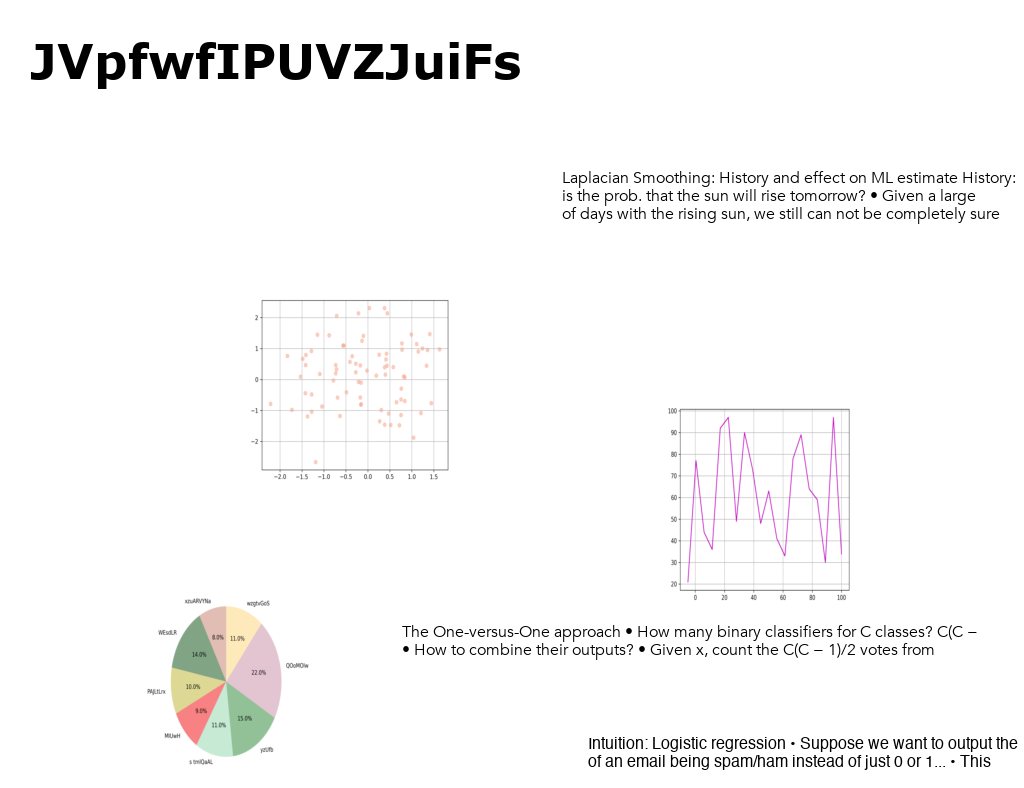 JVpfwfIPUVZJuiFs
Laplacian Smoothing: History and effect on ML estimate History:
is the prob. that the sun will rise tomorrow? • Given a large
of days with the rising sun, we still can not be completely sure
2
1
0
−1
−2
−2.0 −1.5 −1.0 −0.5 0.0 0.5 1.0 1.5
100
90
80
70
60
50
40
30
20
0 20 40 60 80 100
xzuARVYNa
wzgtvGoS
WEsdLR
8.0%
11.0%
14.0%
QOoMOiw
22.0%
PAJLtLrx
10.0%
9.0%
15.0%
11.0%
MIUwH
yzUfb
s tmIQaAL
The One-versus-One approach • How many binary classifiers for C classes? C(C −
• How to combine their outputs? • Given x, count the C(C − 1)/2 votes from
Intuition: Logistic regression • Suppose we want to output the
of an email being spam/ham instead of just 0 or 1... • This